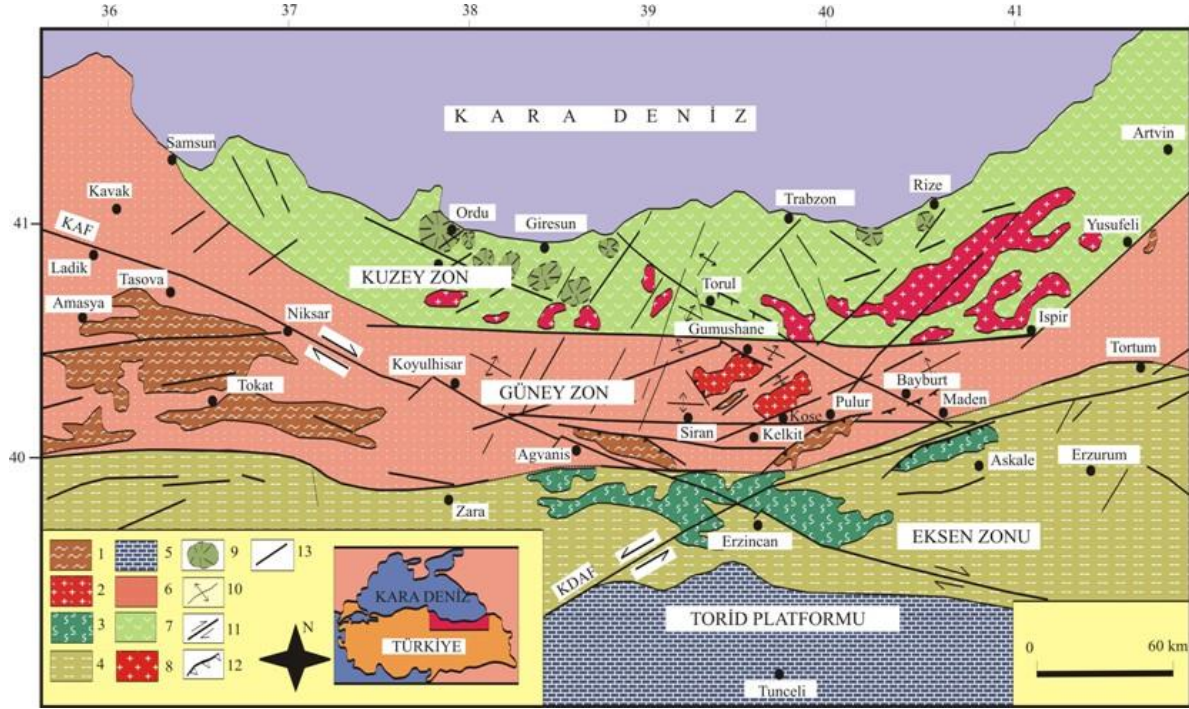 36 37 38 39 40 41
K A R A D E N İ Z
Artvin
Samsun
Kavak
Rize
Trabzon
Ordu
Giresun
41
KAF
Yusufeli
Ladik
KUZEY ZON
Tasova
Torul
Amasya
Niksar
Gumushane
Ispir
Tortum
Koyulhisar
Bayburt
Tokat
GÜNEY ZON
Pulur
Maden
Kose
Siran
Kelkit
Agvanis
40
Askale
Erzurum
Zara
Erzincan
EKSEN ZONU
KDAF
TORİD PLATFORMU
Tunceli
1 5 9 13
2 6 10
3 7 11
4 8 12
N
KARA DENİZ
TÜRKİYE
0 60 km